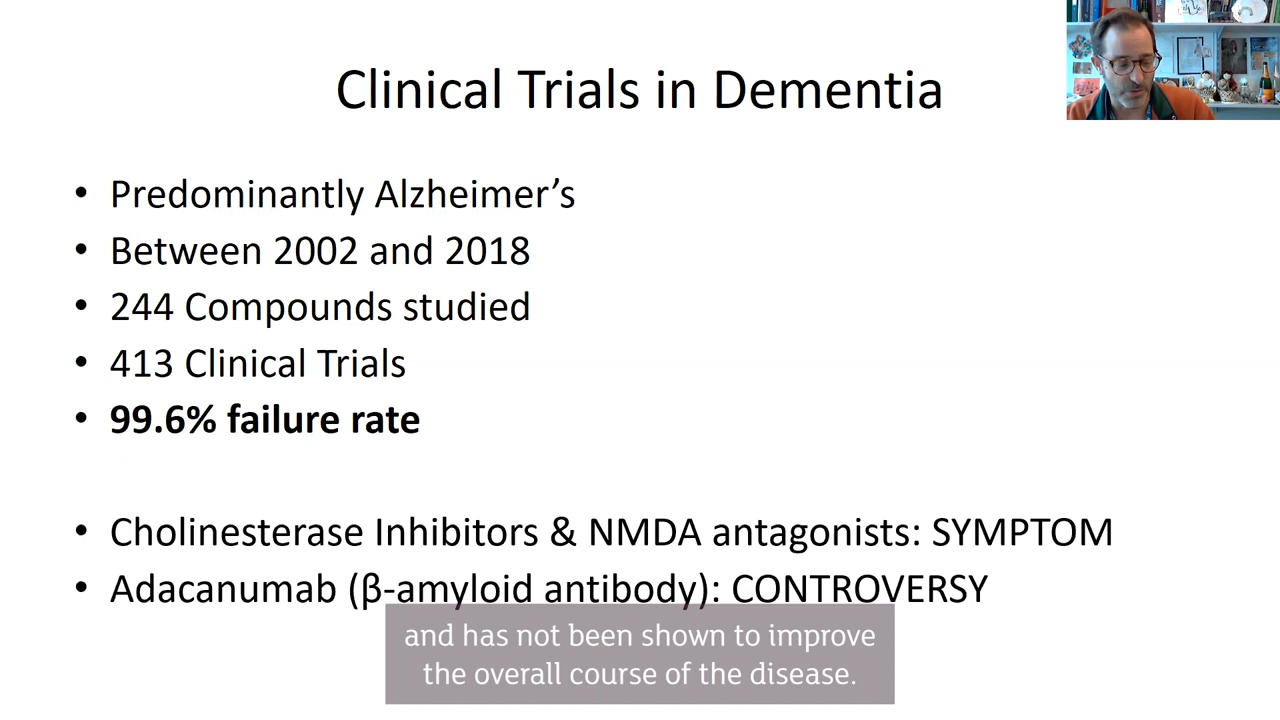 Clinical Trials in Dementia
• Predominantly Alzheimer’s
• Between 2002 and 2018
• 244 Compounds studied
• 413 Clinical Trials
• 99.6% failure rate
• Cholinesterase Inhibitors & NMDA antagonists: SYMPTOM
• Adacanumab (β-amyloid antibody): CONTROVERSY
and has not been shown to improve
the overall course of the disease.